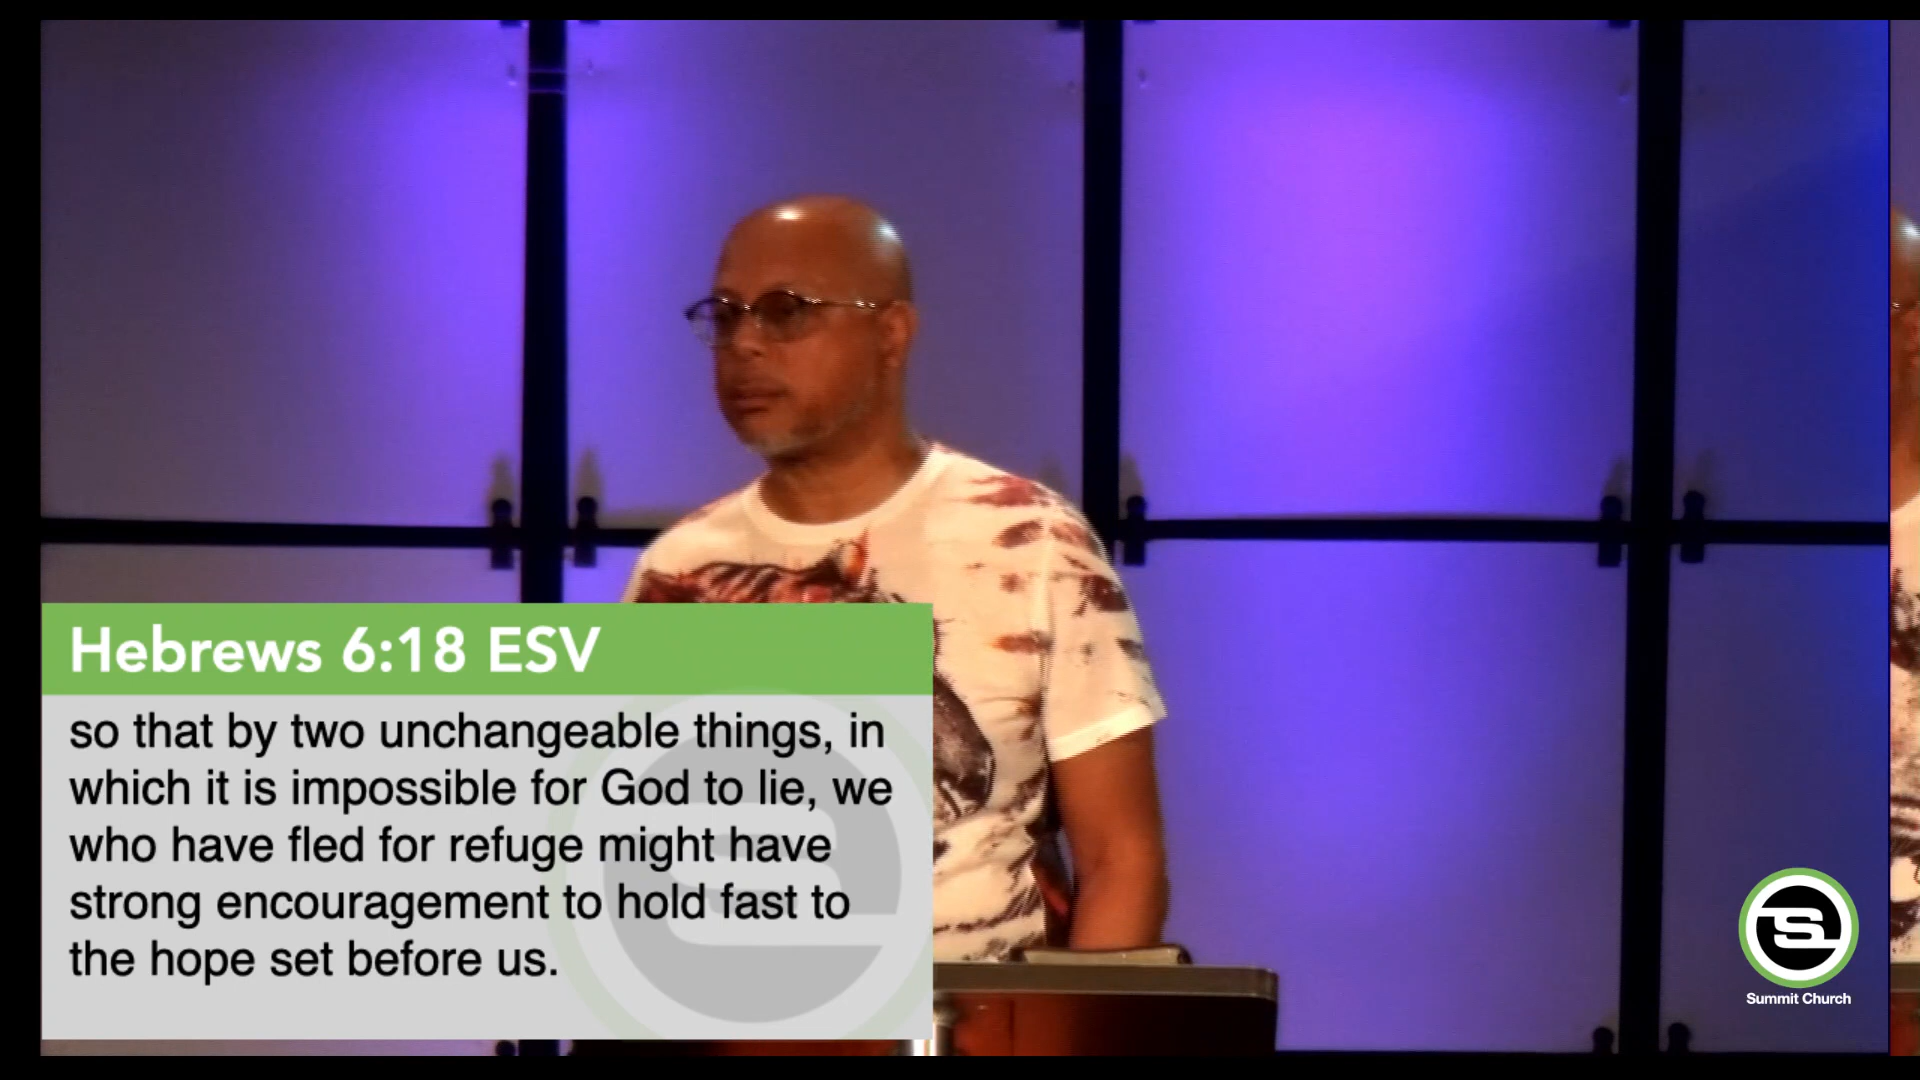 Hebrews 6:18 ESV
so that by two unchangeable things, in
which it is impossible for God to lie, we
who have fled for refuge might have
strong encouragement to hold fast to
the hope set before us.
S
Summit Church